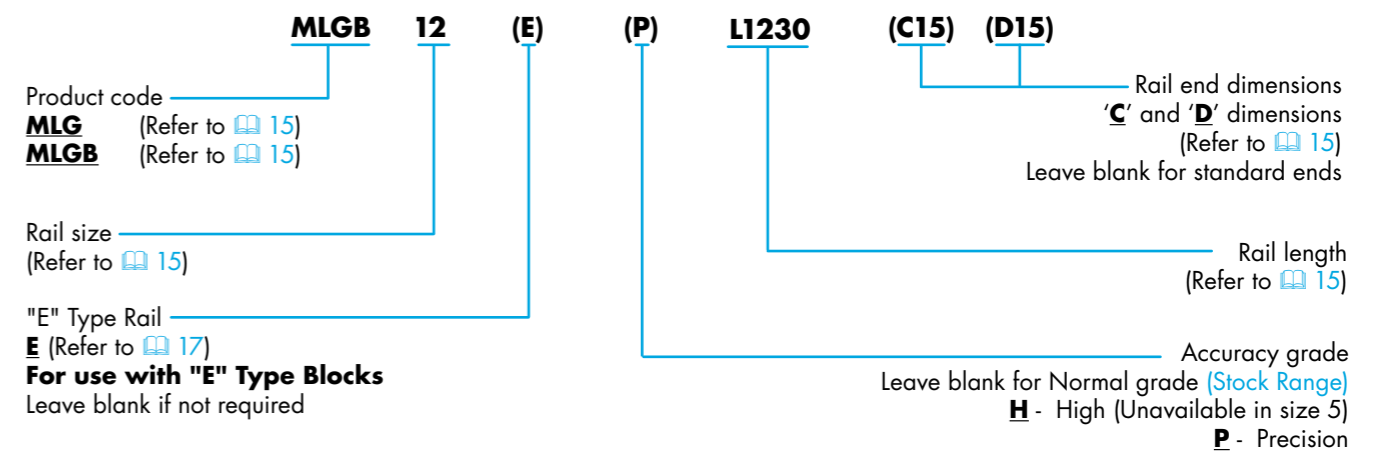 MLGB 12 (E) (P) L1230 (C15) (D15)
Product code
MLG (Refer to 15)
MLGB (Refer to 15)
Rail size
(Refer to 15)
"E" Type Rail
E (Refer to 17)
For use with "E" Type Blocks
Leave blank if not required
Rail end dimensions
‘C’ and ‘D’ dimensions
(Refer to 15)
Leave blank for standard ends
Rail length
(Refer to 15)
Accuracy grade
Leave blank for Normal grade (Stock Range)
H - High (Unavailable in size 5)
P - Precision